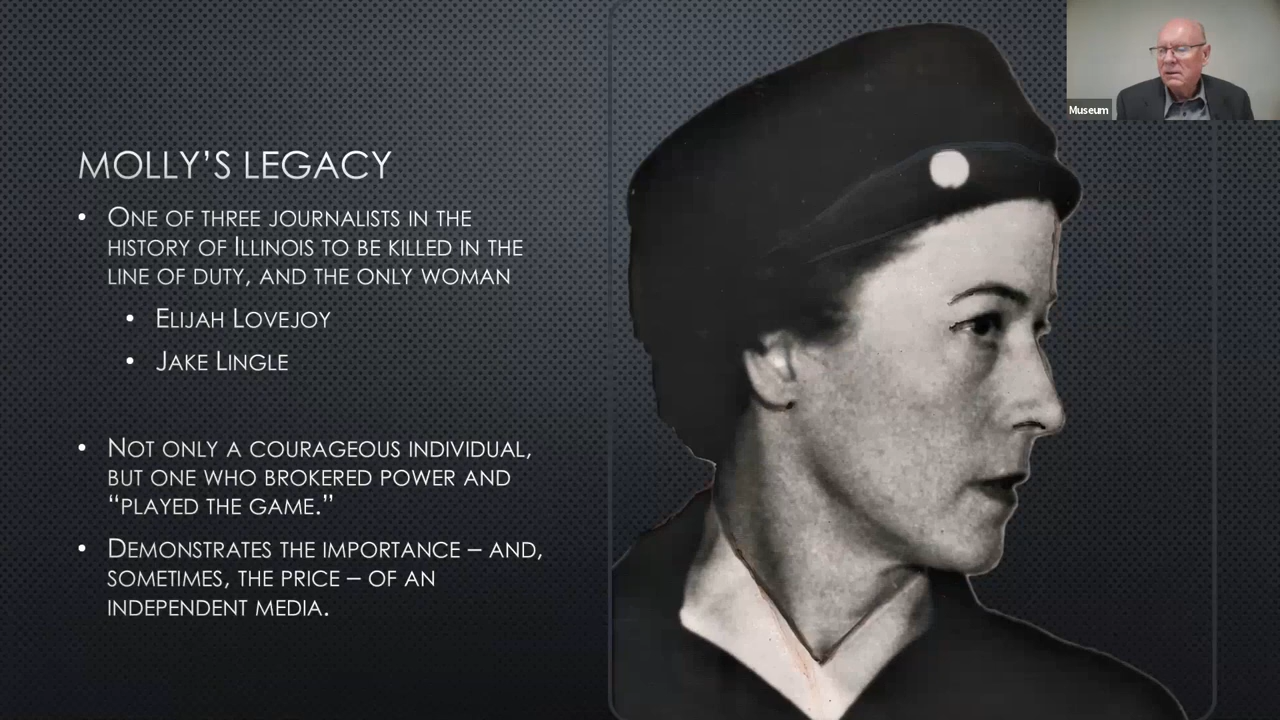 Museum
MOLLY'S LEGACY
• ONE OF THREE JOURNALISTS IN THE
HISTORY OF ILLINOIS TO BE KILLED IN THE
LINE OF DUTY, AND THE ONLY WOMAN
• ELIJAH LOVEJOY
• JAKE LINGLE
• NOT ONLY A COURAGEOUS INDIVIDUAL,
BUT ONE WHO BROKERED POWER AND
“PLAYED THE GAME.”
• DEMONSTRATES THE IMPORTANCE – AND,
SOMETIMES, THE PRICE – OF AN
INDEPENDENT MEDIA.